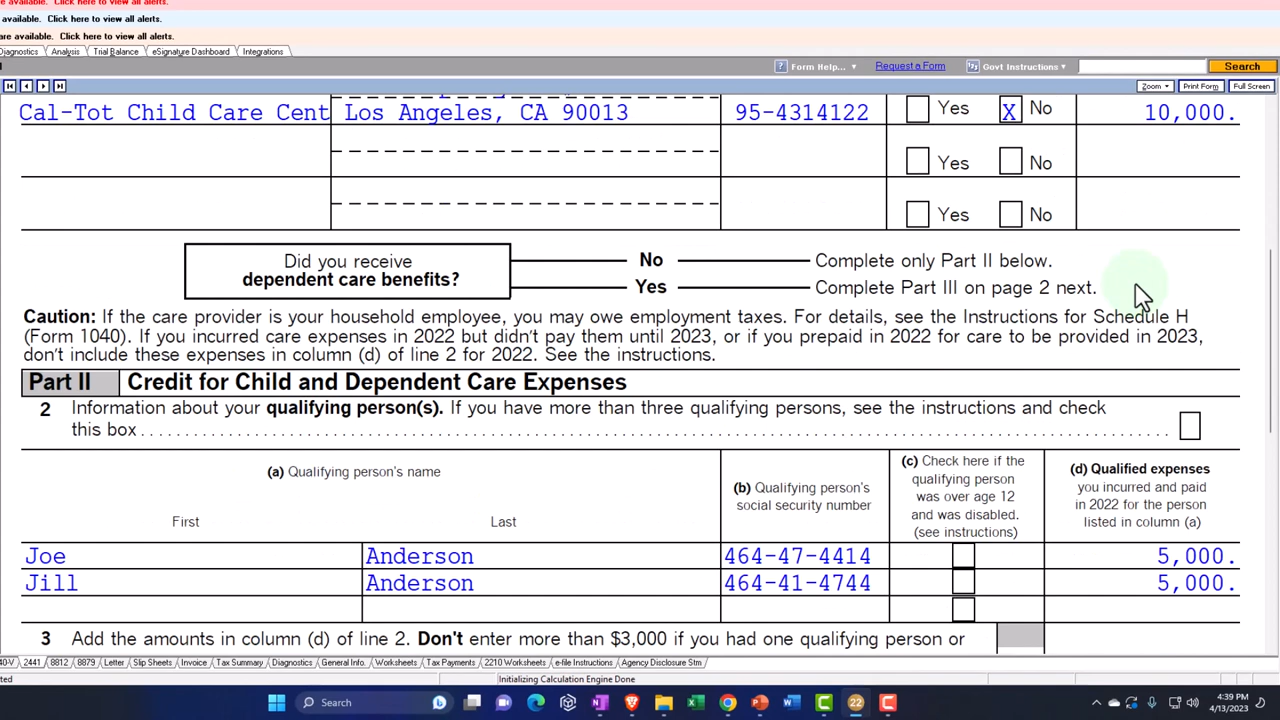 are available. Click here to view all alerts.
available. Click here to view all alerts.
are available. Click here to view all alerts.
Diagnostics Analysis Trial Balance eSignature Dashboard Integrations
Form Help... Request a Form Govt Instructions Search
Zoom Print Form Full Screen
Cal-Tot Child Care Cent Los Angeles, CA 90013 95-4314122 Yes X No 10,000.
Yes No
Yes No
Did you receive No Complete only Part II below.
dependent care benefits? Yes Complete Part III on page 2 next.
Caution: If the care provider is your household employee, you may owe employment taxes. For details, see the Instructions for Schedule H
(Form 1040). If you incurred care expenses in 2022 but didn't pay them until 2023, or if you prepaid in 2022 for care to be provided in 2023,
don't include these expenses in column (d) of line 2 for 2022. See the instructions.
Part II Credit for Child and Dependent Care Expenses
2 Information about your qualifying person(s). If you have more than three qualifying persons, see the instructions and check
this box
(a) Qualifying person's name
First Last
(b) Qualifying person's
social security number
(c) Check here if the
qualifying person
was over age 12
and was disabled.
(see instructions)
(d) Qualified expenses
you incurred and paid
in 2022 for the person
listed in column (a)
Joe Anderson 464-47-4414 5,000.
Jill Anderson 464-41-4744 5,000.
3 Add the amounts in column (d) of line 2. Don't enter more than $3,000 if you had one qualifying person or
40-V 2441 8812 8879 Letter Slip Sheets Invoice Tax Summary Diagnostics General Info. Worksheets Tax Payments 2210 Worksheets e-file Instructions Agency Disclosure Stm
ted Initializing Calculation Engine Done
Search 22 4:39 PM
4/13/2023